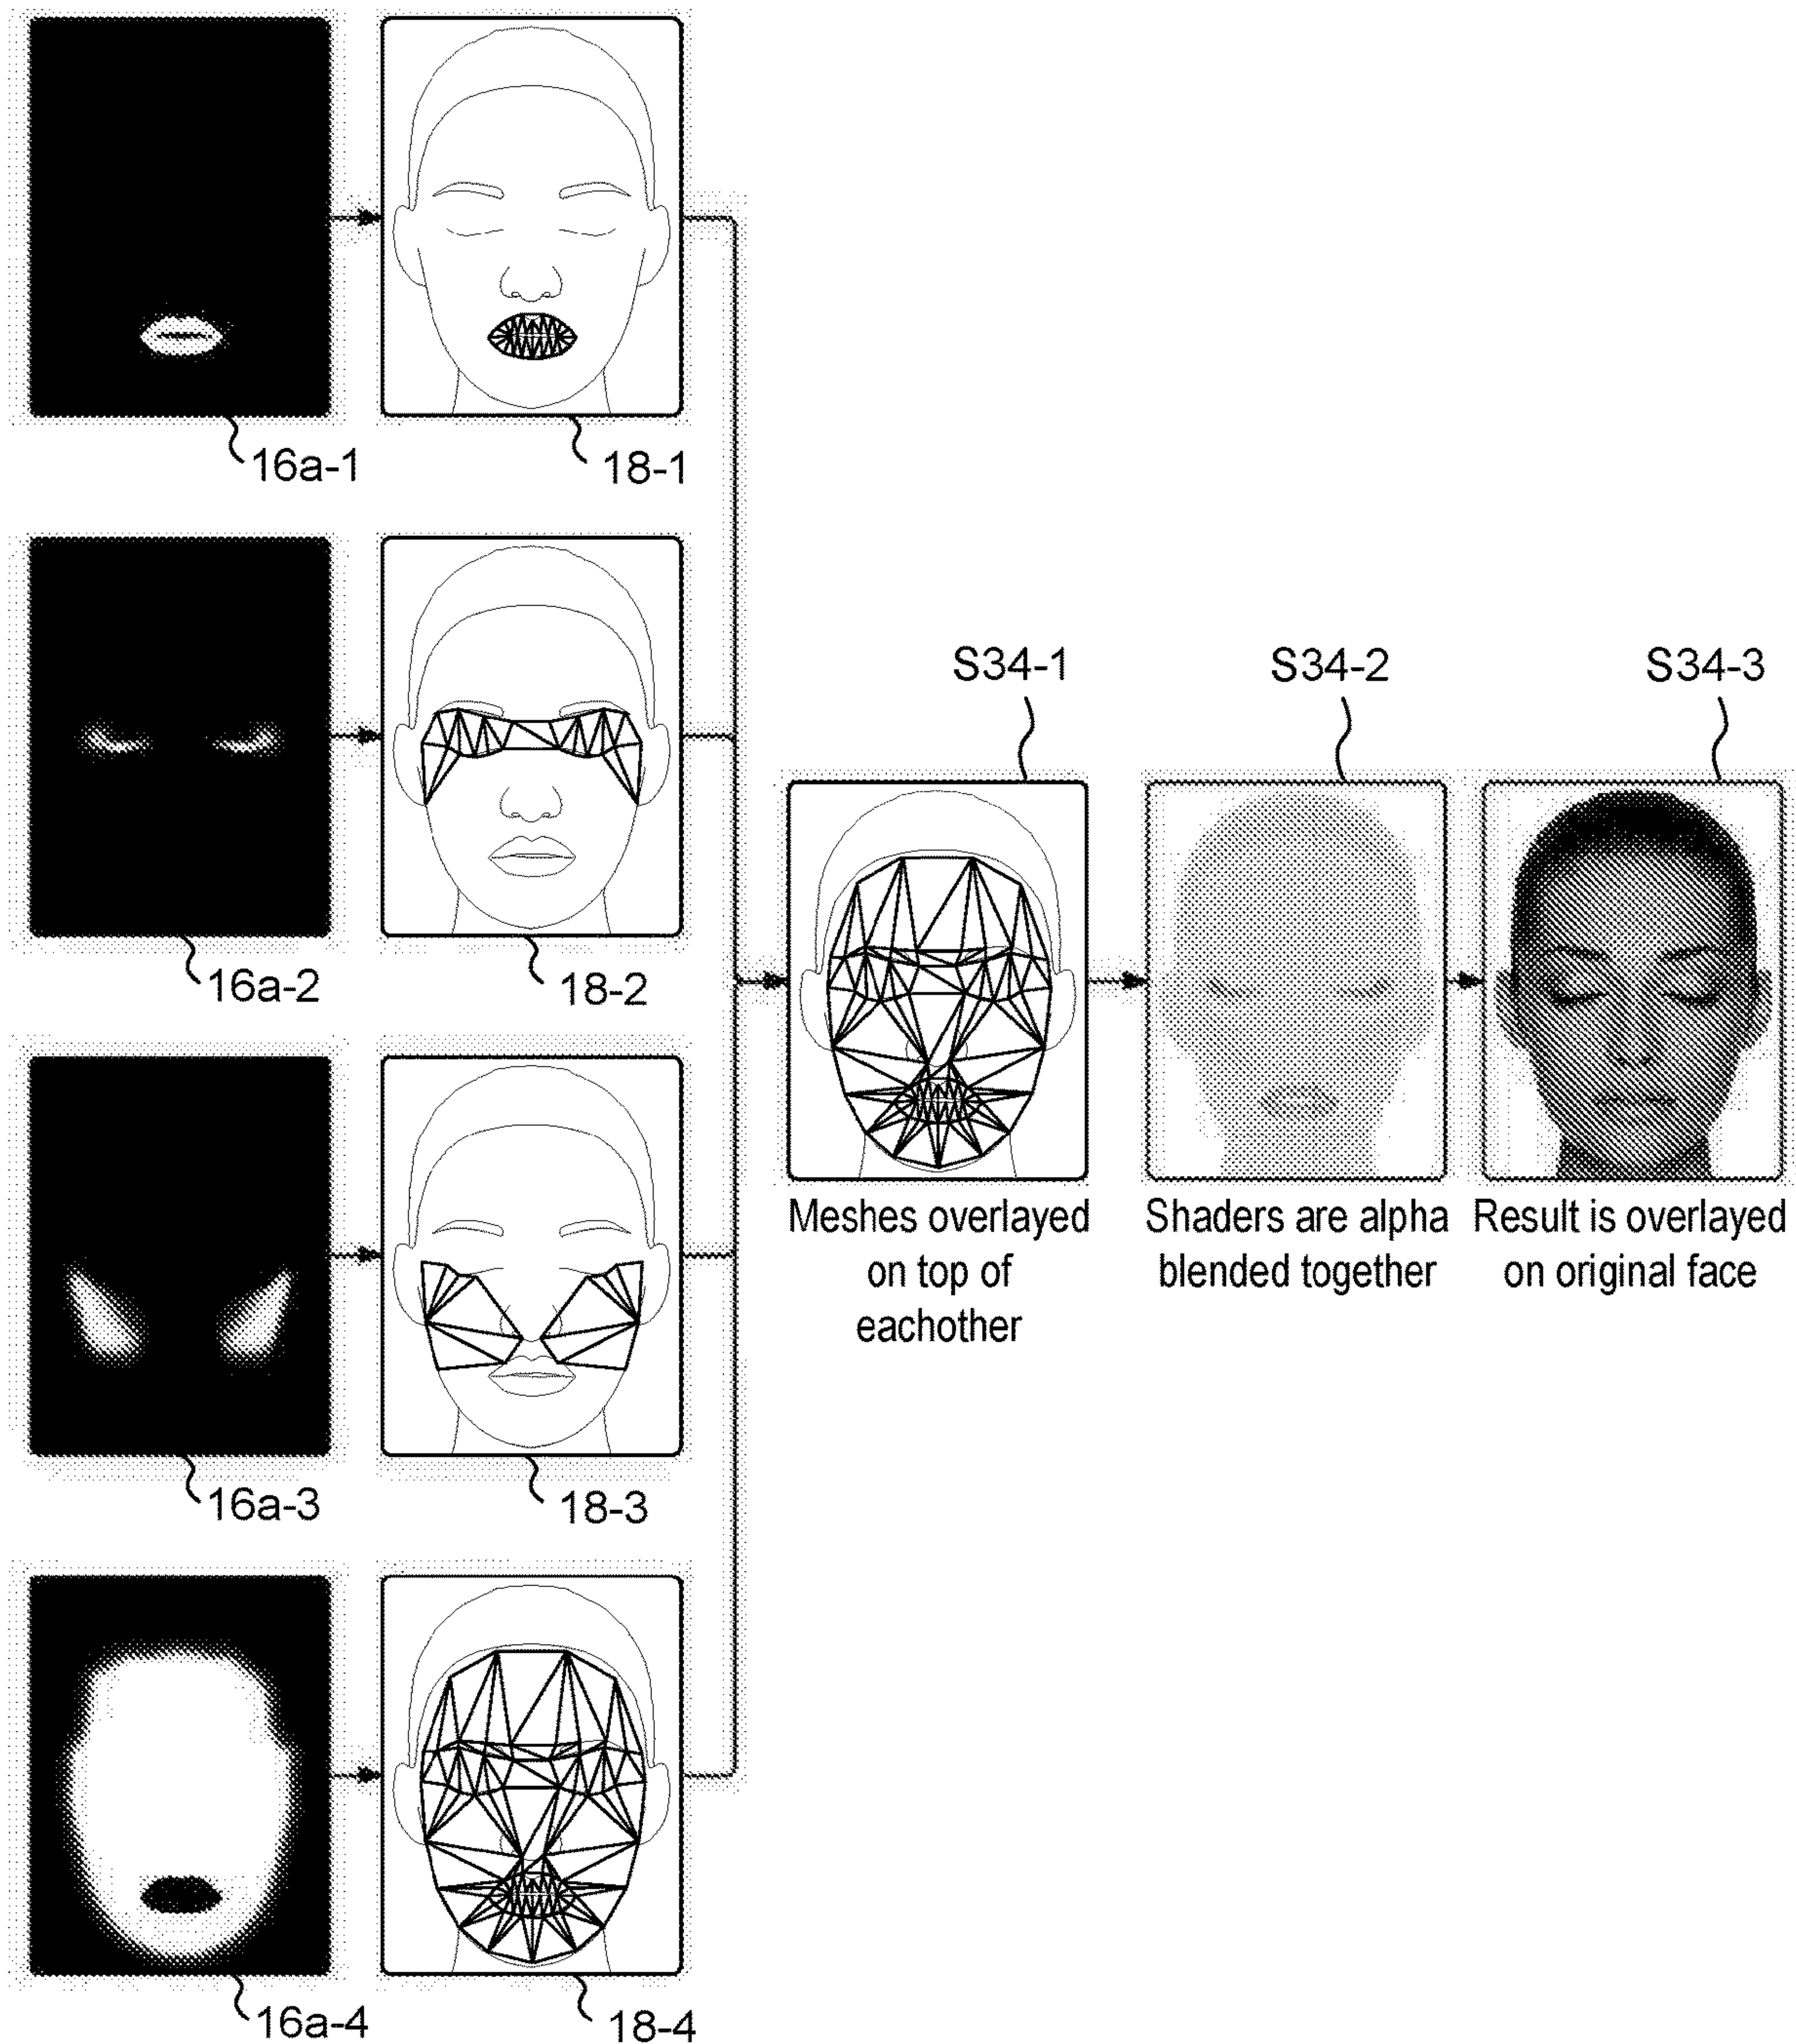 16a-1
18-1
16a-2
18-2
S34-1
S34-2
S34-3
Meshes overlayed
on top of
eachother
Shaders are alpha
blended together
Result is overlayed
on original face
16a-3
18-3
16a-4
18-4